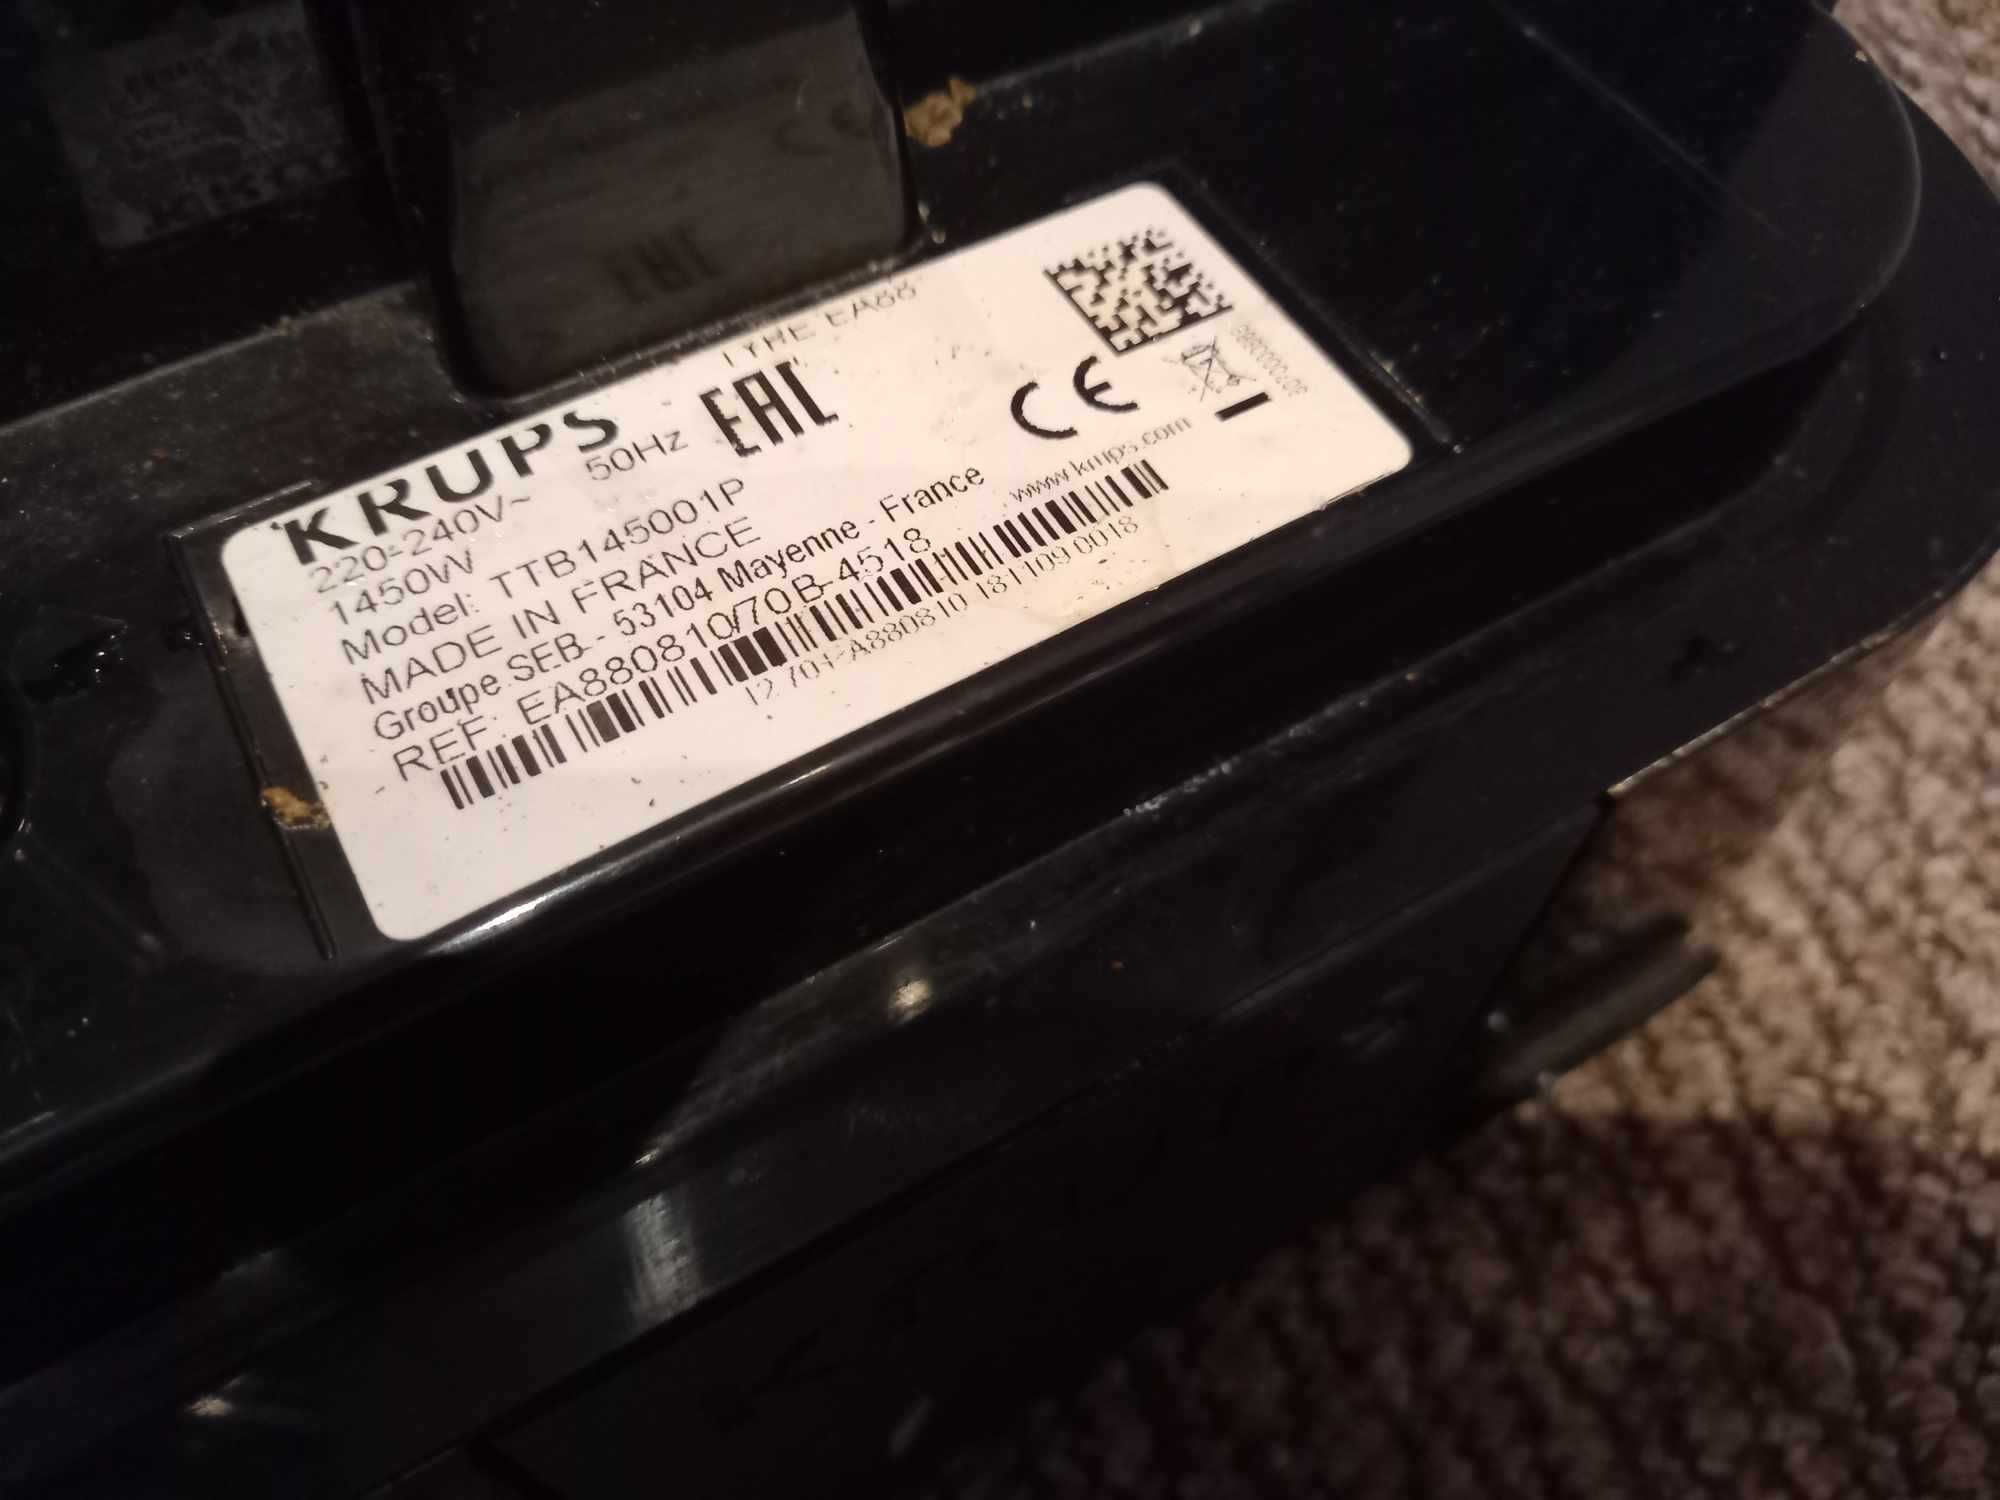 TYPE EA88
KRUPS
220-240V~ 50Hz
EAC
1450W
CE
Model: TTB145001P
MADE IN FRANCE
Groupe SEB - 53104 Mayenne - France
www.krups.com
REF: EA880810/70B-4518